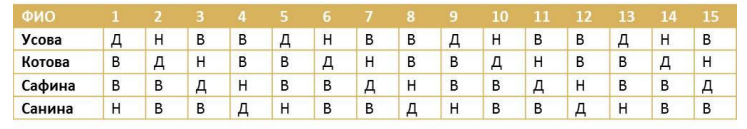 ФИО 1 2 3 4 5 6 7 8 9 10 11 12 13 14 15
Усова Д Н В В Д Н В В Д Н В В Д Н В
Котова В Д Н В В Д Н В В Д Н В В Д Н
Сафина В В Д Н В В Д Н В В Д Н В В Д
Санина Н В В Д Н В В Д Н В В Д Н В В